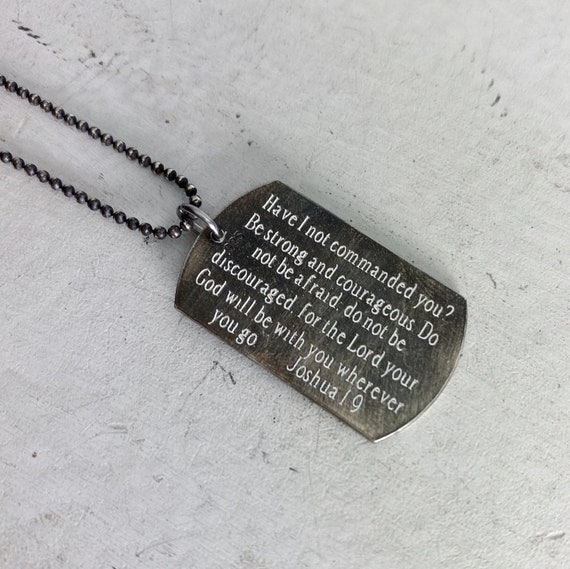 Have I not commanded you?
Be strong and courageous. Do
not be afraid; do not be
discouraged, for the Lord your
God will be with you wherever
you go
Joshua 1 9